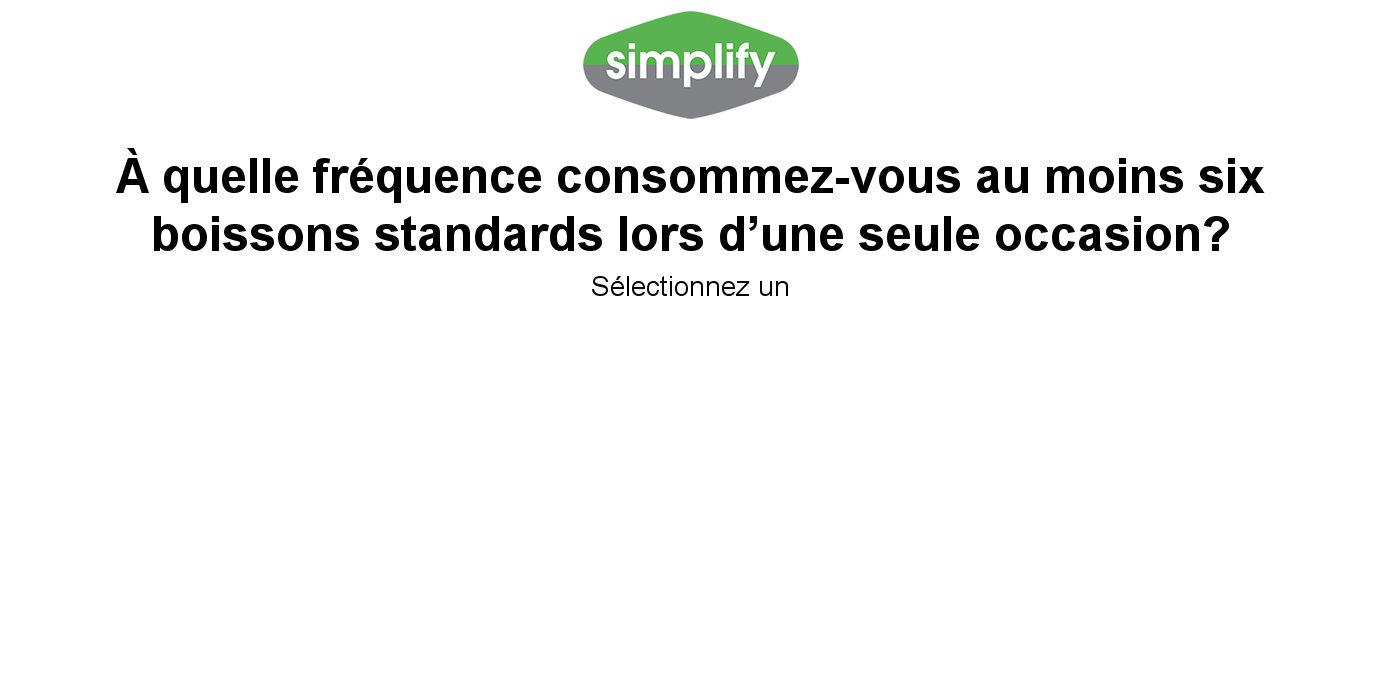 simplify
À quelle fréquence consommez-vous au moins six
boissons standards lors d’une seule occasion?
Sélectionnez un